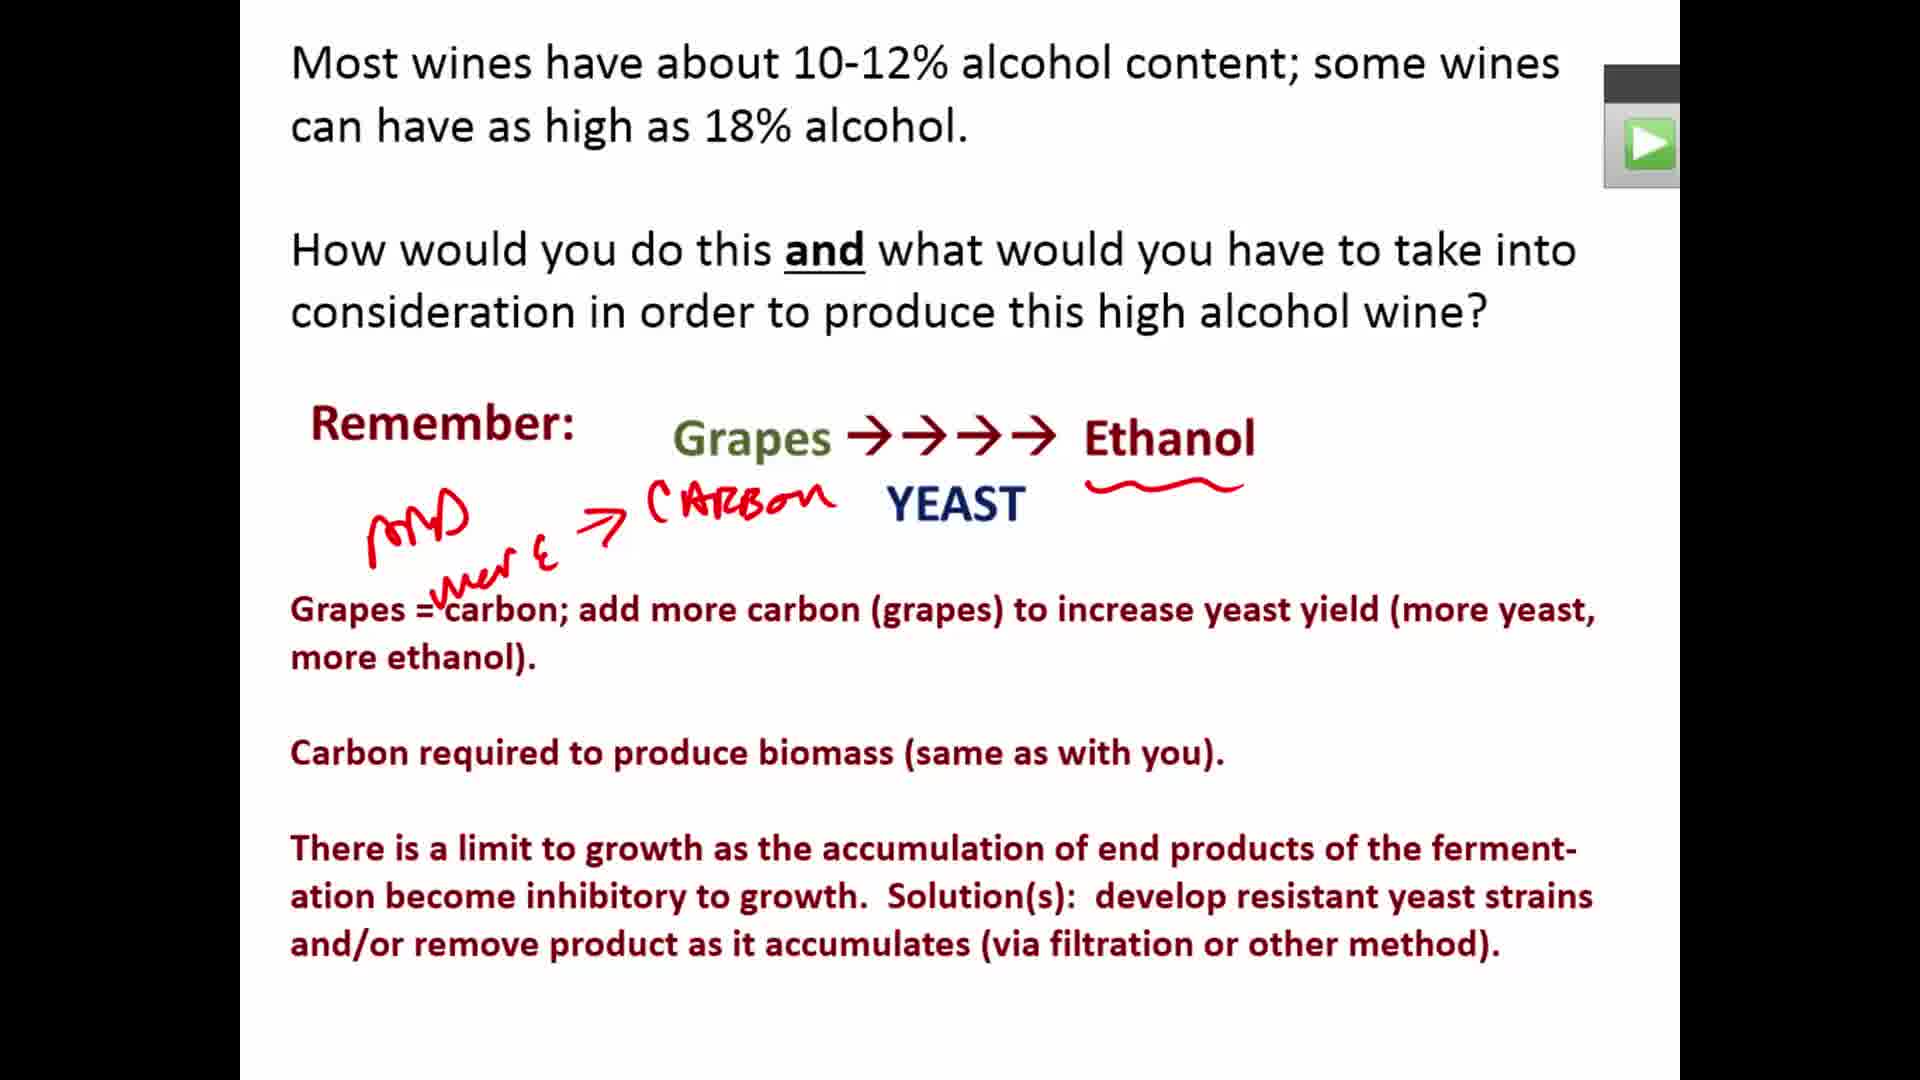 Most wines have about 10-12% alcohol content; some wines
can have as high as 18% alcohol.
How would you do this and what would you have to take into
consideration in order to produce this high alcohol wine?
Remember: Grapes →→→→ Ethanol
CARBON YEAST
more →
Grapes = carbon; add more carbon (grapes) to increase yeast yield (more yeast,
more ethanol).
Carbon required to produce biomass (same as with you).
There is a limit to growth as the accumulation of end products of the ferment-
ation become inhibitory to growth. Solution(s): develop resistant yeast strains
and/or remove product as it accumulates (via filtration or other method).